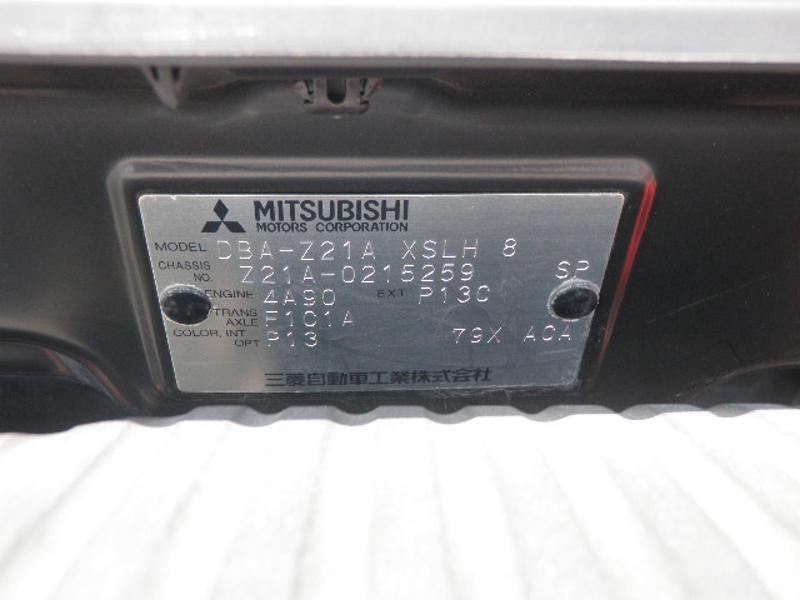 MITSUBISHI
MOTORS CORPORATION
MODEL DBA-Z21A XSLH 8
CHASSIS NO. Z21A-0215259 SP
ENGINE 4A90 EXT P13C
TRANS AXLE F1C1A
COLOR, INT OPT P13 79X ACA
三菱自動車工業株式会社